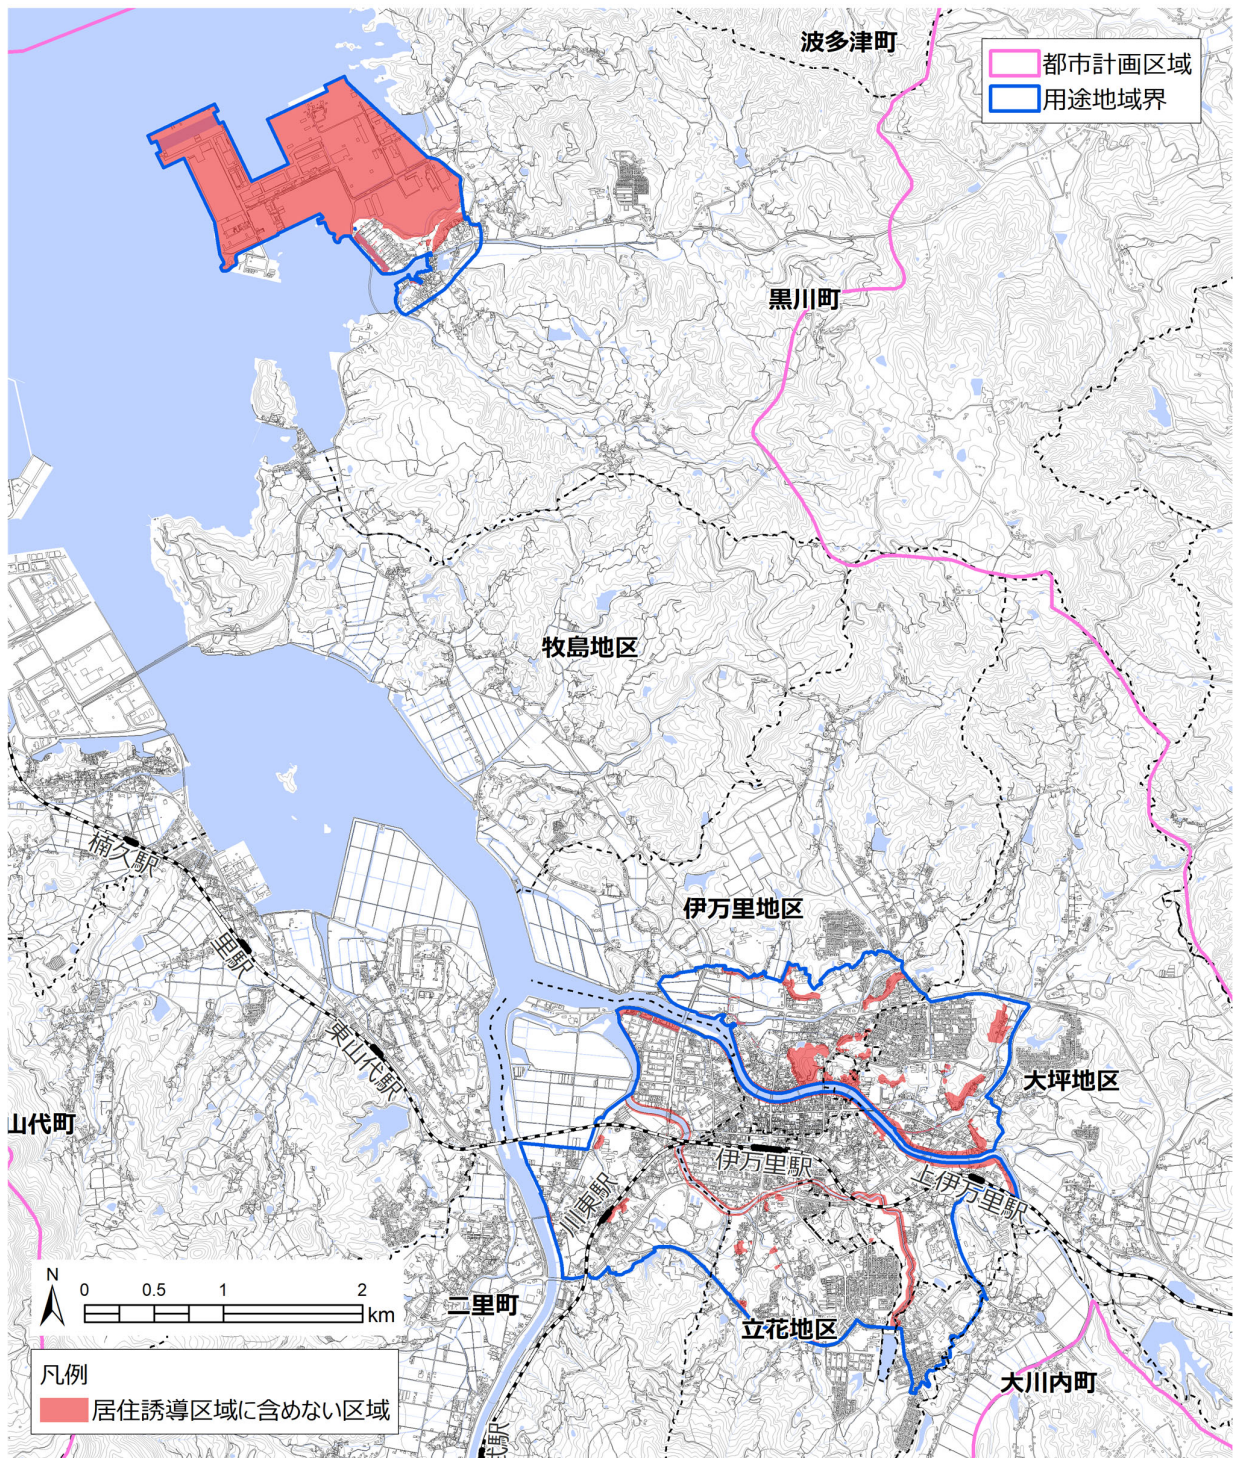 波多津町
都市計画区域
用途地域界
黒川町
牧島地区
楠久駅
伊万里地区
里駅
東山代駅
大坪地区
山代町
伊万里駅
上伊万里駅
川東駅
N
0 0.5 1 2
km
二里町
立花地区
大川内町
凡例
居住誘導区域に含めない区域